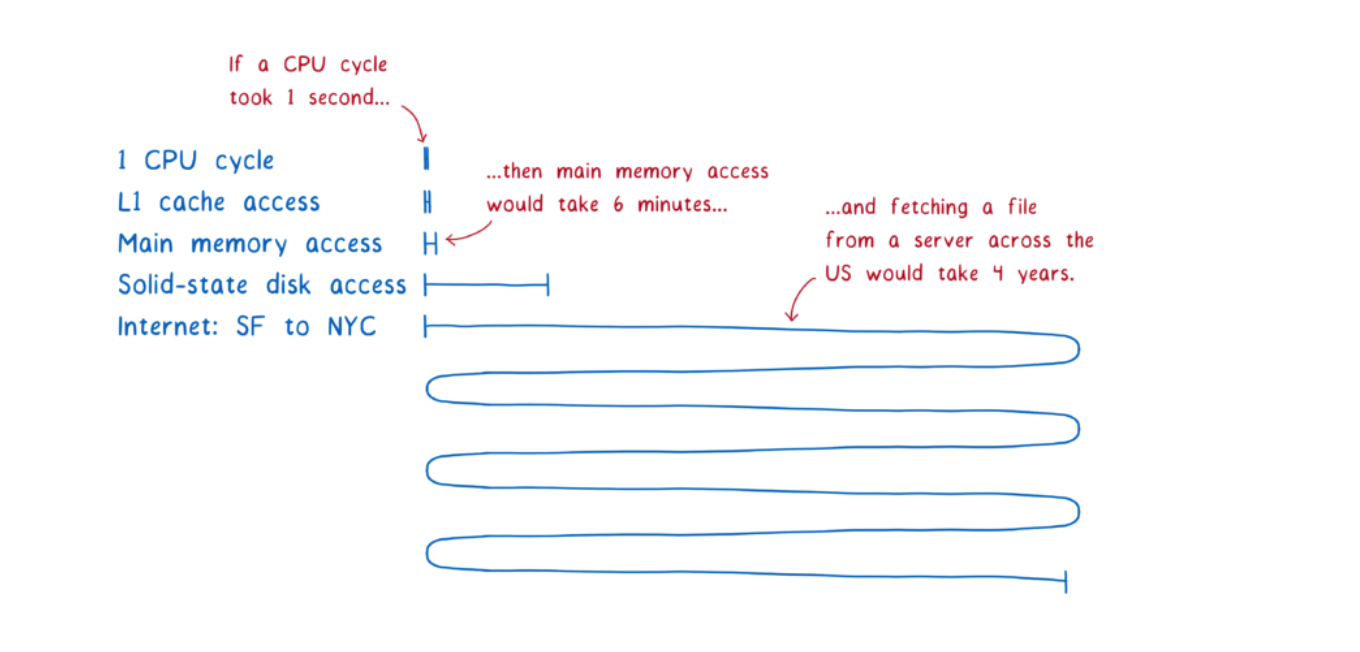 If a CPU cycle
took 1 second...
1 CPU cycle
L1 cache access
Main memory access
Solid-state disk access
Internet: SF to NYC
...then main memory access
would take 6 minutes...
...and fetching a file
from a server across the
US would take 4 years.